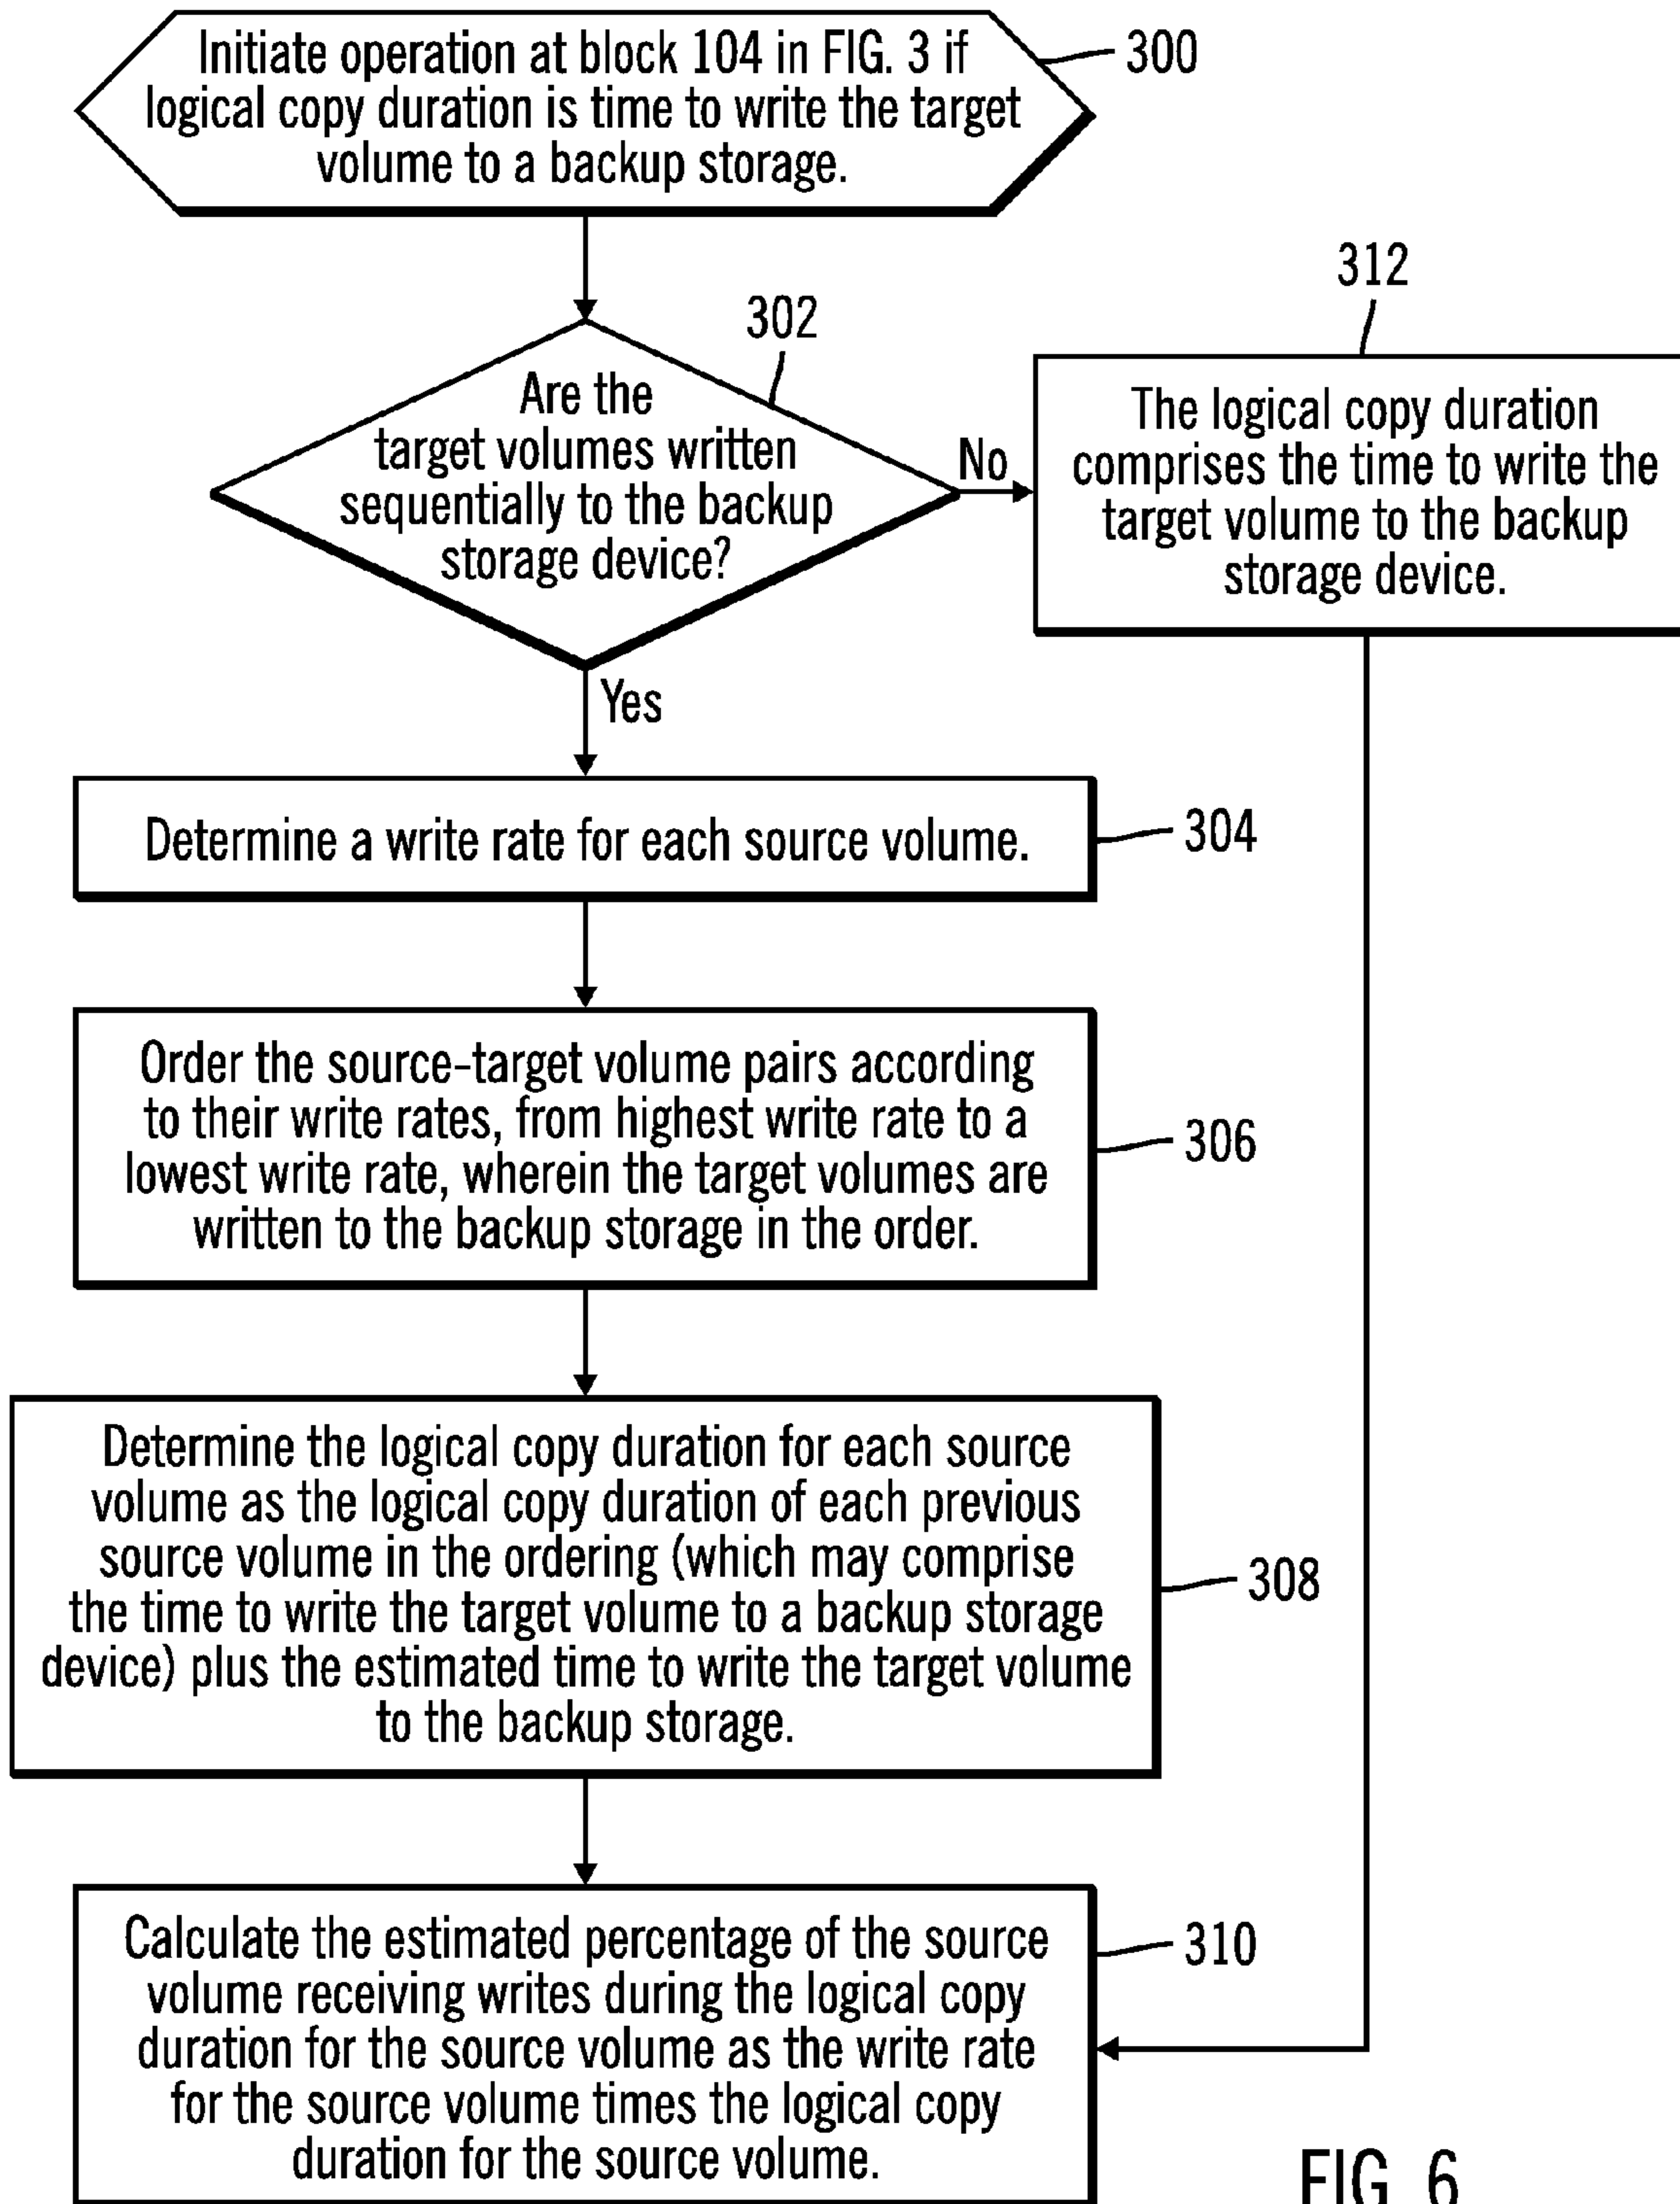 Initiate operation at block 104 in FIG. 3 if
logical copy duration is time to write the target
volume to a backup storage.
300
302
Are the
target volumes written
sequentially to the backup
storage device?
No
Yes
312
The logical copy duration
comprises the time to write the
target volume to the backup
storage device.
Determine a write rate for each source volume.
304
Order the source-target volume pairs according
to their write rates, from highest write rate to a
lowest write rate, wherein the target volumes are
written to the backup storage in the order.
306
Determine the logical copy duration for each source
volume as the logical copy duration of each previous
source volume in the ordering (which may comprise
the time to write the target volume to a backup storage
device) plus the estimated time to write the target volume
to the backup storage.
308
Calculate the estimated percentage of the source
volume receiving writes during the logical copy
duration for the source volume as the write rate
for the source volume times the logical copy
duration for the source volume.
310
FIG. 6